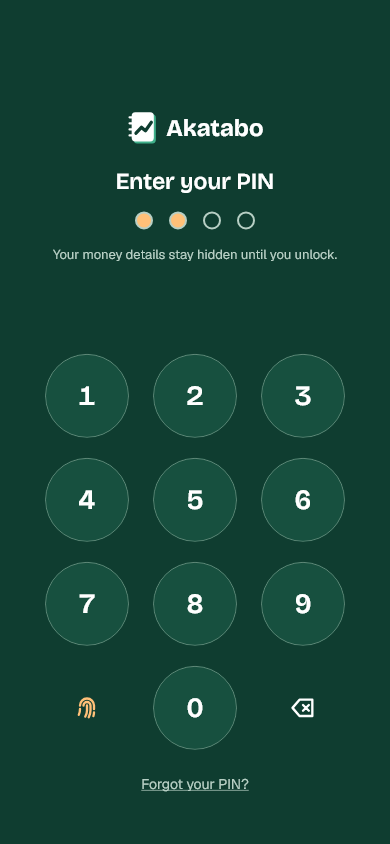 Akatabo
Enter your PIN
Your money details stay hidden until you unlock.
1 2 3
4 5 6
7 8 9
0
Forgot your PIN?